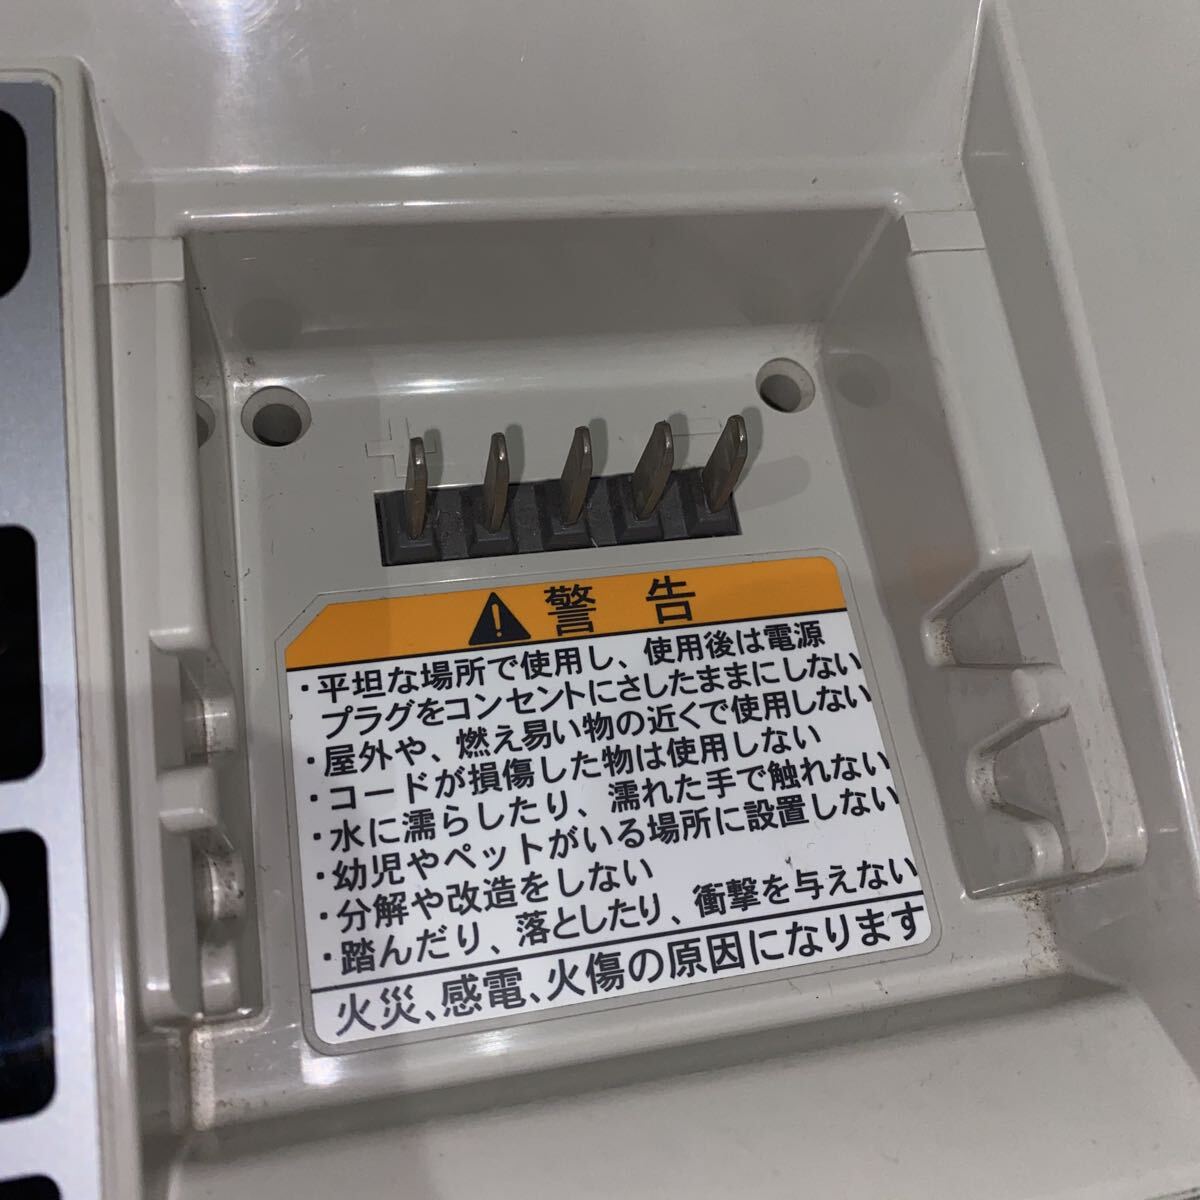 警 告
・平坦な場所で使用し、使用後は電源
プラグをコンセントにさしたままにしない
・屋外や、燃え易い物の近くで使用しない
・コードが損傷した物は使用しない
・水に濡らしたり、濡れた手で触れない
・幼児やペットがいる場所に設置しない
・分解や改造をしない
・踏んだり、落としたり、衝撃を与えない
火災、感電、火傷の原因になります